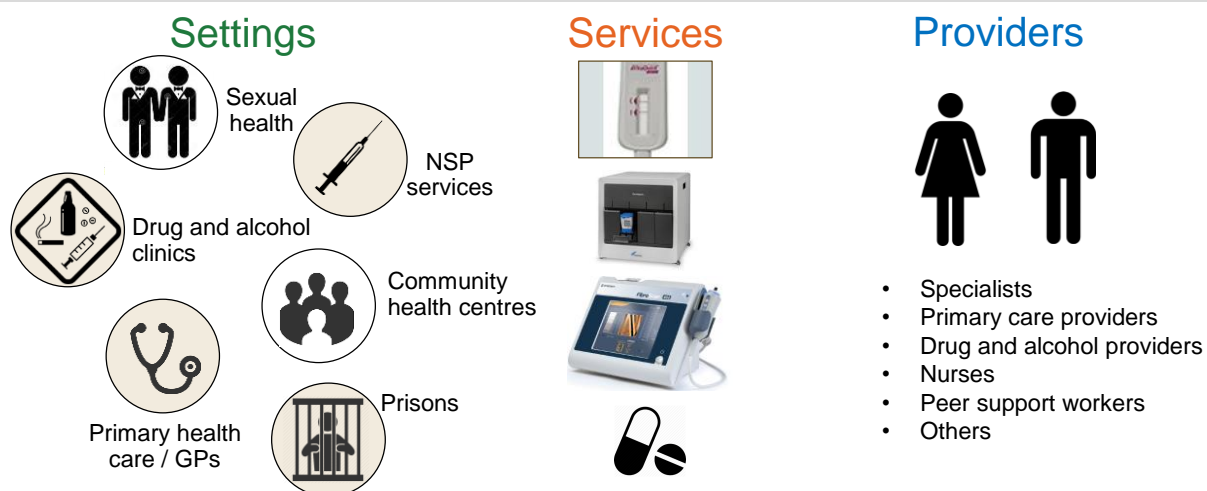 Settings
Services
Providers
Sexual
health
NSP
services
Drug and alcohol
clinics
Community
health centres
Primary health
care / GPs
Prisons
• Specialists
• Primary care providers
• Drug and alcohol providers
• Nurses
• Peer support workers
• Others